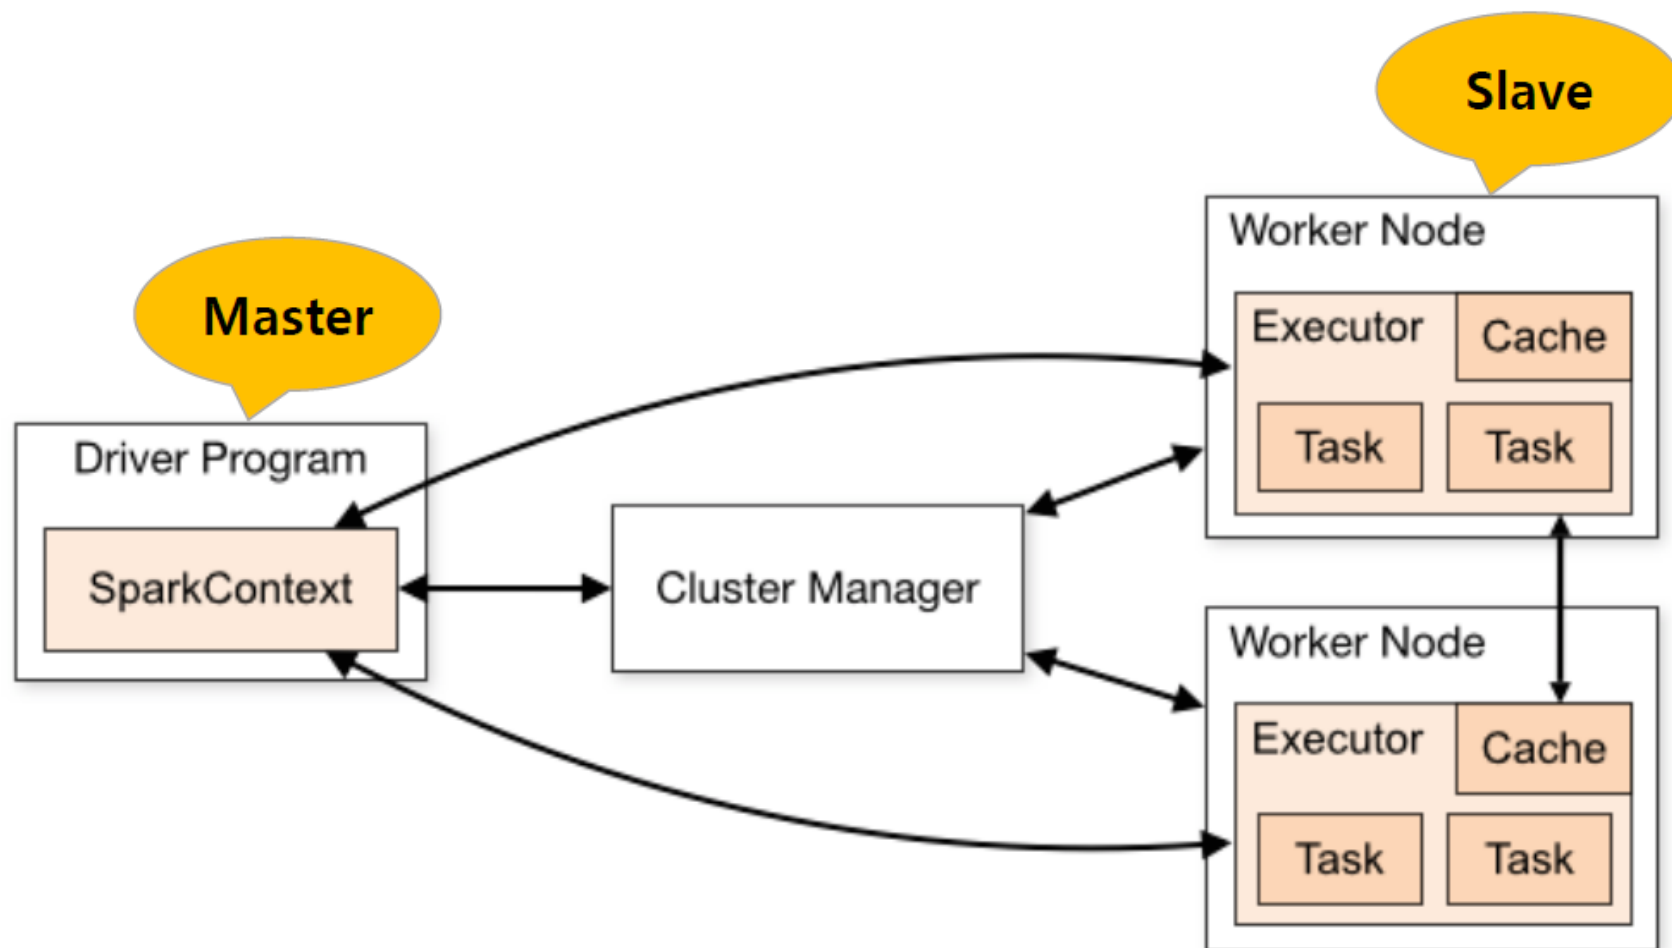 Slave
Master
Driver Program
SparkContext
Cluster Manager
Worker Node
Executor
Cache
Task
Task
Worker Node
Executor
Cache
Task
Task